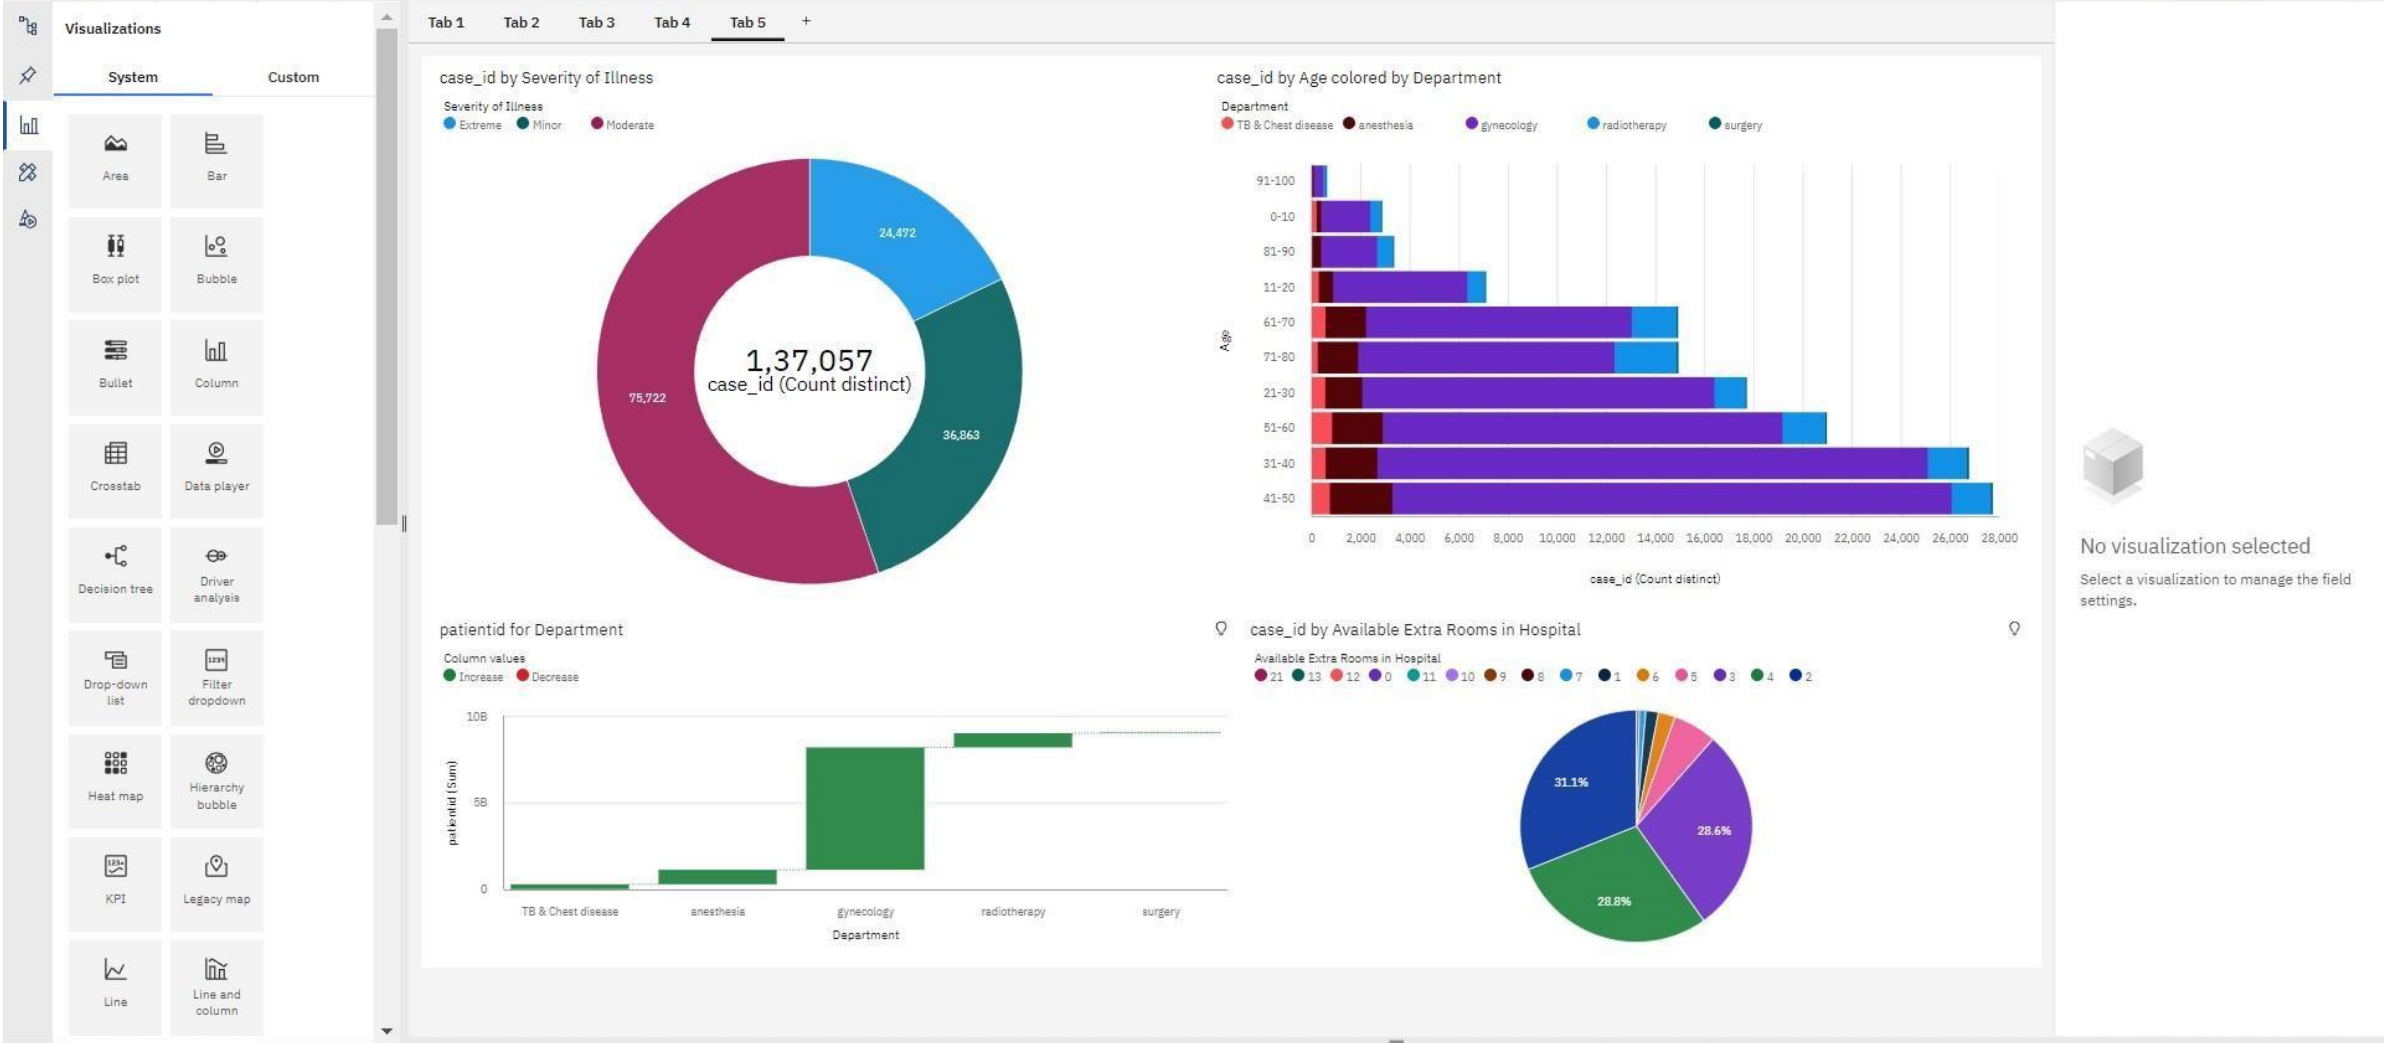 Visualizations
System Custom
Area Bar
Box plot Bubble
Bullet Column
Crosstab Data player
Decision tree Driver analysis
Drop-down list Filter dropdown
Heat map Hierarchy bubble
KPI Legacy map
Line Line and column
Tab 1 Tab 2 Tab 3 Tab 4 Tab 5 +
case_id by Severity of Illness
Severity of Illness
Extreme Minor Moderate
24,472
75,722
36,863
1,37,057
case_id (Count distinct)
case_id by Age colored by Department
Department
TB & Chest disease anesthesia gynecology radiotherapy surgery
Age
91-100
0-10
81-90
11-20
61-70
71-80
21-30
51-60
31-40
41-50
0 2,000 4,000 6,000 8,000 10,000 12,000 14,000 16,000 18,000 20,000 22,000 24,000 26,000 28,000
case_id (Count distinct)
patientid for Department
Column values
Increase Decrease
patientid (Sum)
10B
5B
0
TB & Chest disease anesthesia gynecology radiotherapy surgery
Department
case_id by Available Extra Rooms in Hospital
Available Extra Rooms in Hospital
21 13 12 0 11 10 9 8 7 1 6 5 3 4 2
31.1%
28.6%
28.8%
No visualization selected
Select a visualization to manage the field
settings.